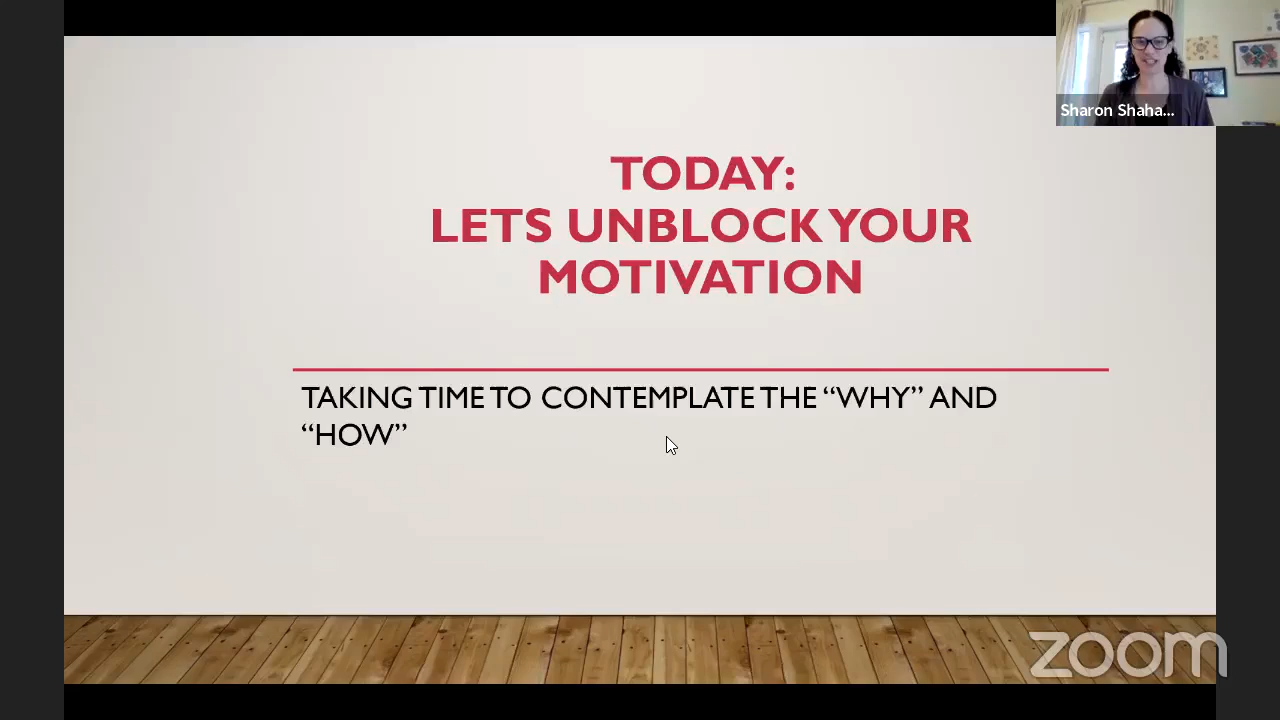 Sharon Shaha...
TODAY:
LETS UNBLOCK YOUR
MOTIVATION
TAKING TIME TO CONTEMPLATE THE “WHY” AND
“HOW”
zoom